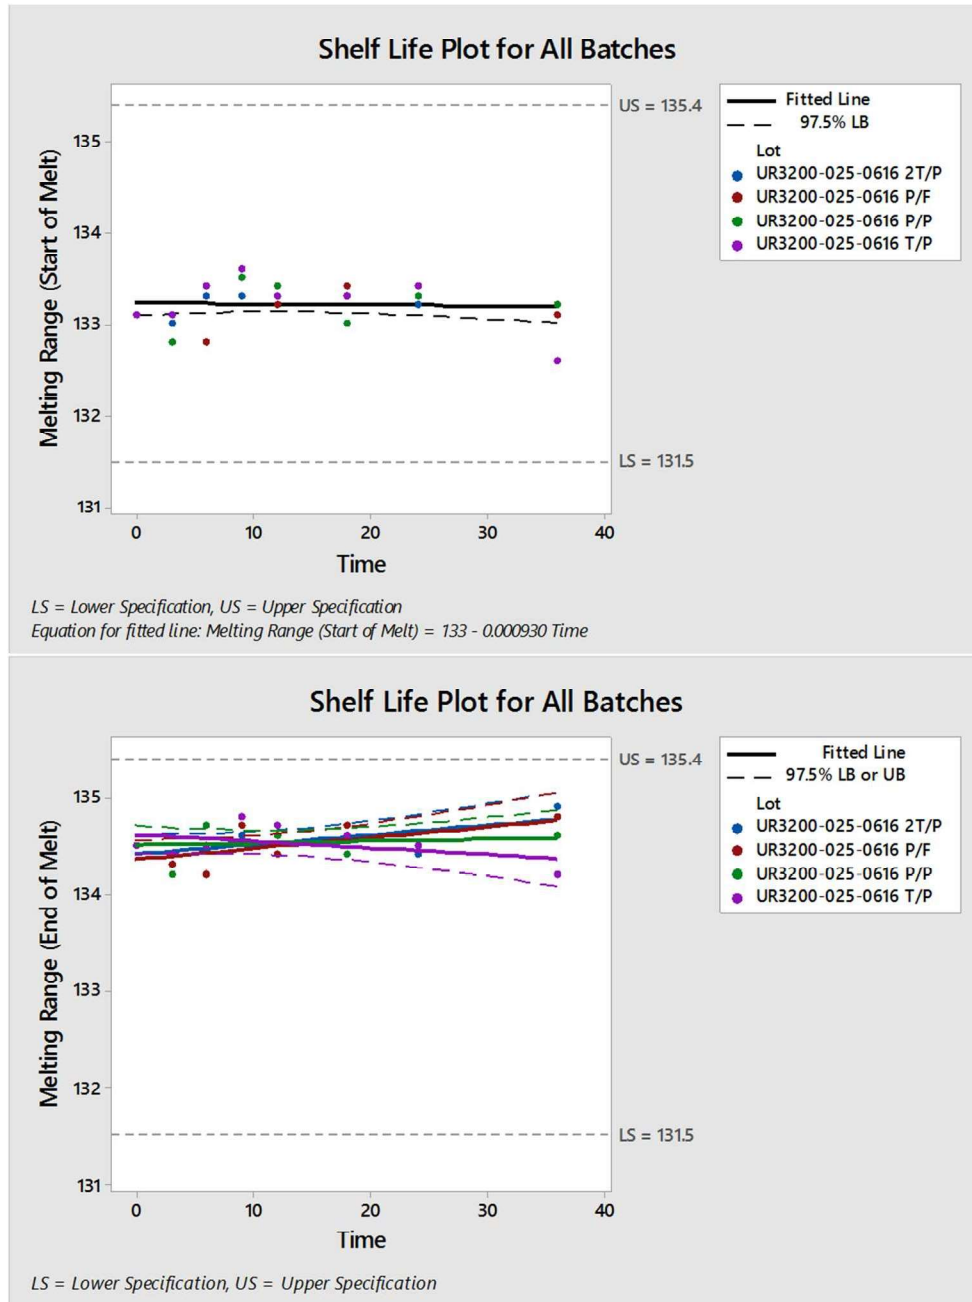 Shelf Life Plot for All Batches
US = 135.4
Fitted Line
97.5% LB
Lot
UR3200-025-0616 2T/P
UR3200-025-0616 P/F
UR3200-025-0616 P/P
UR3200-025-0616 T/P
Melting Range (Start of Melt)
135
134
133
132
131
LS = 131.5
0 10 20 30 40
Time
LS = Lower Specification, US = Upper Specification
Equation for fitted line: Melting Range (Start of Melt) = 133 - 0.000930 Time
Shelf Life Plot for All Batches
US = 135.4
Fitted Line
97.5% LB or UB
Lot
UR3200-025-0616 2T/P
UR3200-025-0616 P/F
UR3200-025-0616 P/P
UR3200-025-0616 T/P
Melting Range (End of Melt)
135
134
133
132
131
LS = 131.5
0 10 20 30 40
Time
LS = Lower Specification, US = Upper Specification